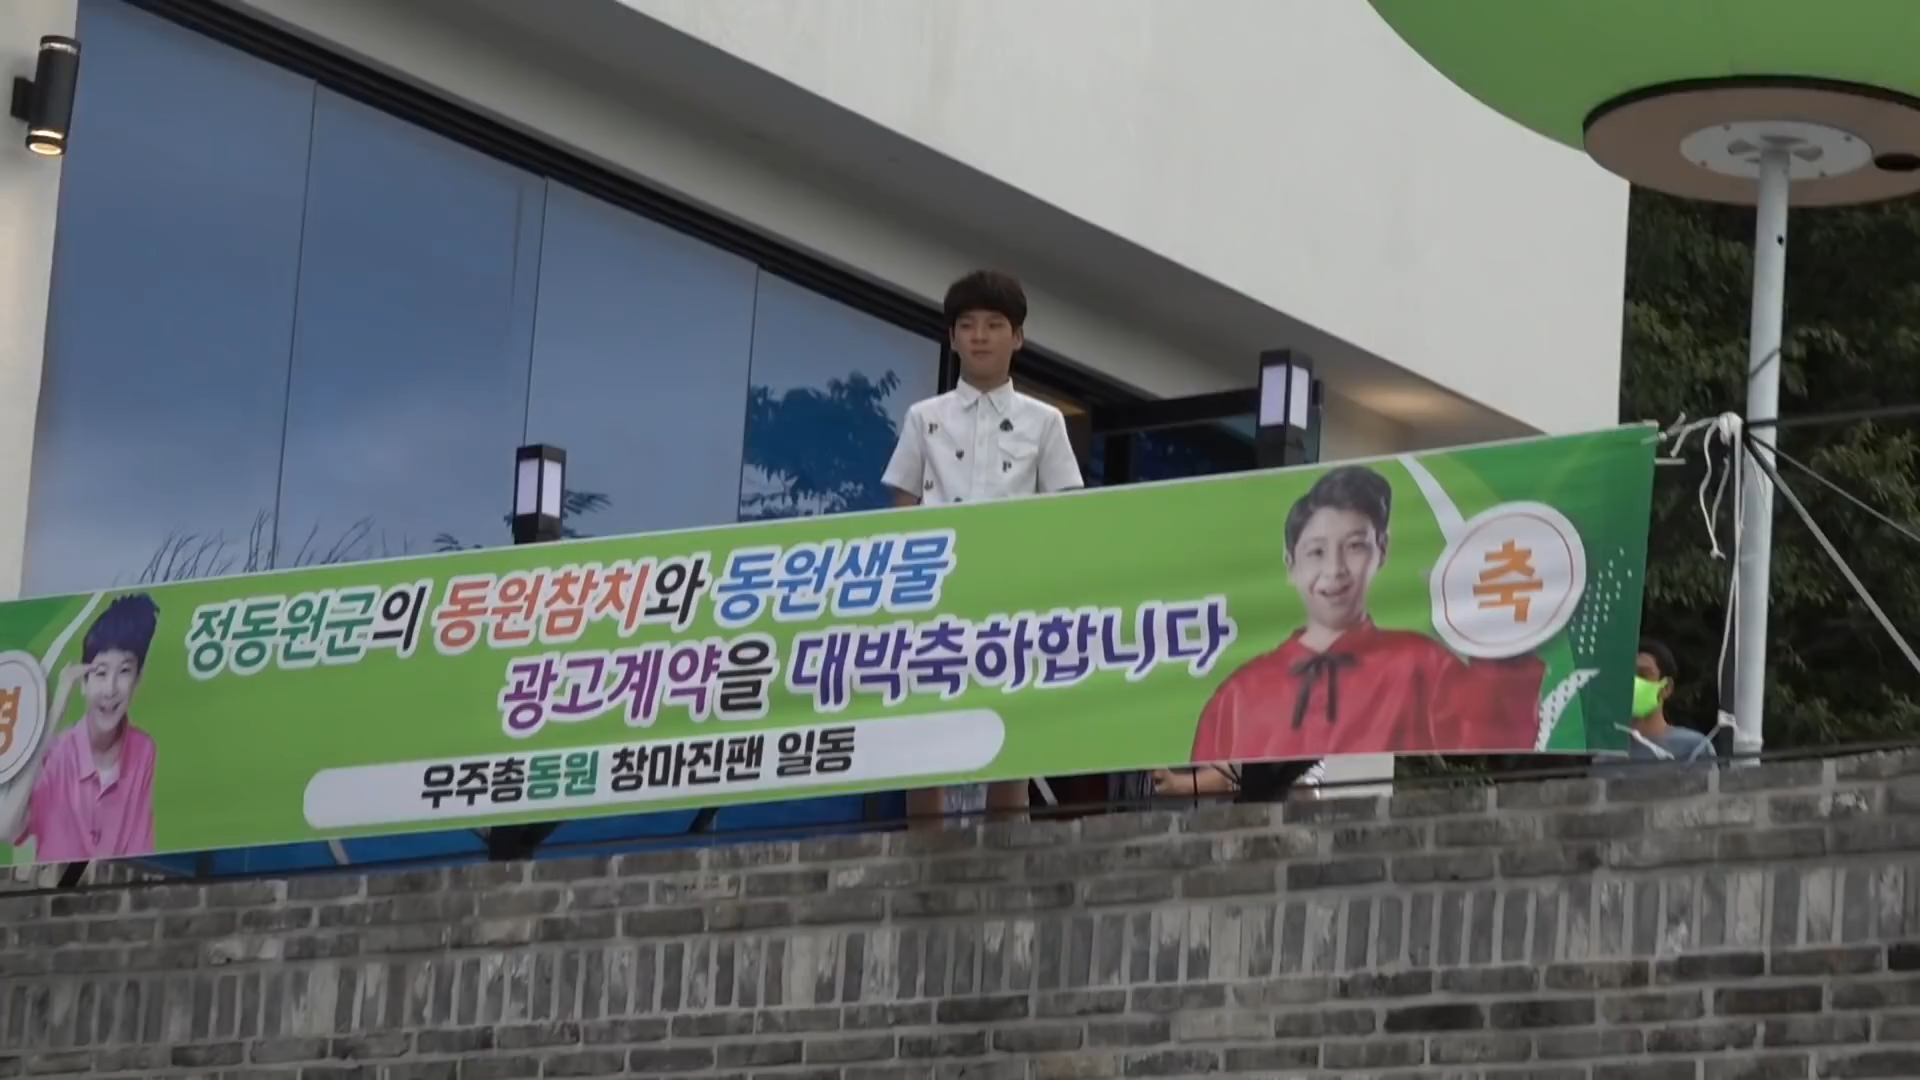 정동원군의 동원참치와 동원샘물
광고계약을 대박축하합니다
우주총동원 창마진팬 일동
축